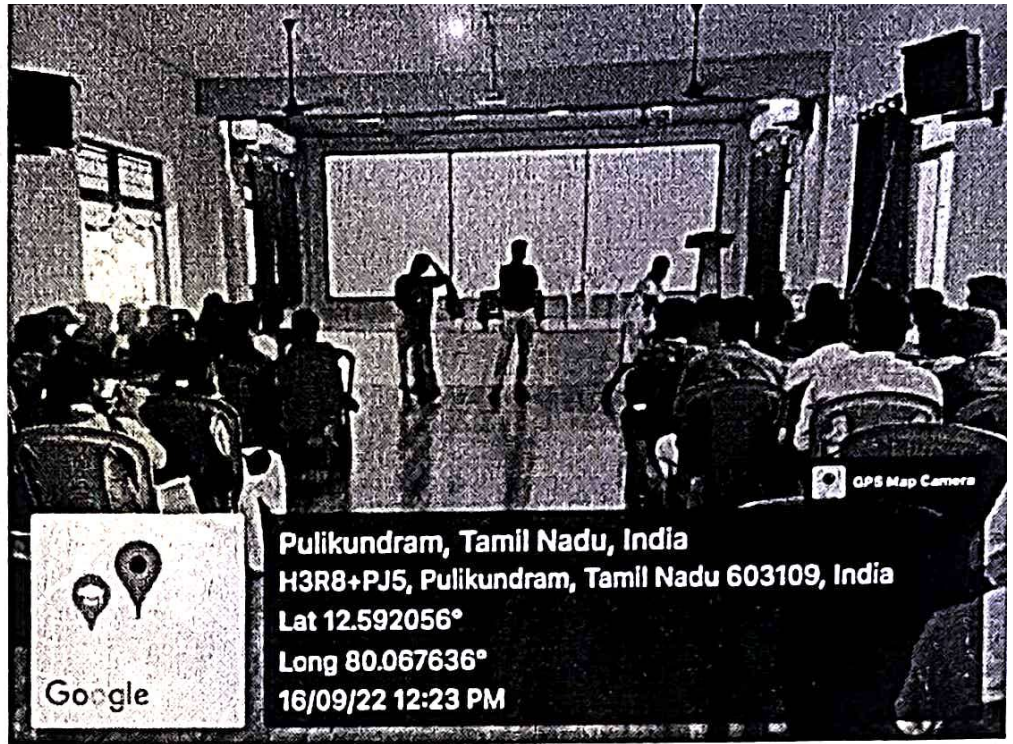 GPS Map Camera
Pulikundram, Tamil Nadu, India
H3R8+PJ5, Pulikundram, Tamil Nadu 603109, India
Lat 12.592056°
Long 80.067636°
16/09/22 12:23 PM
Google